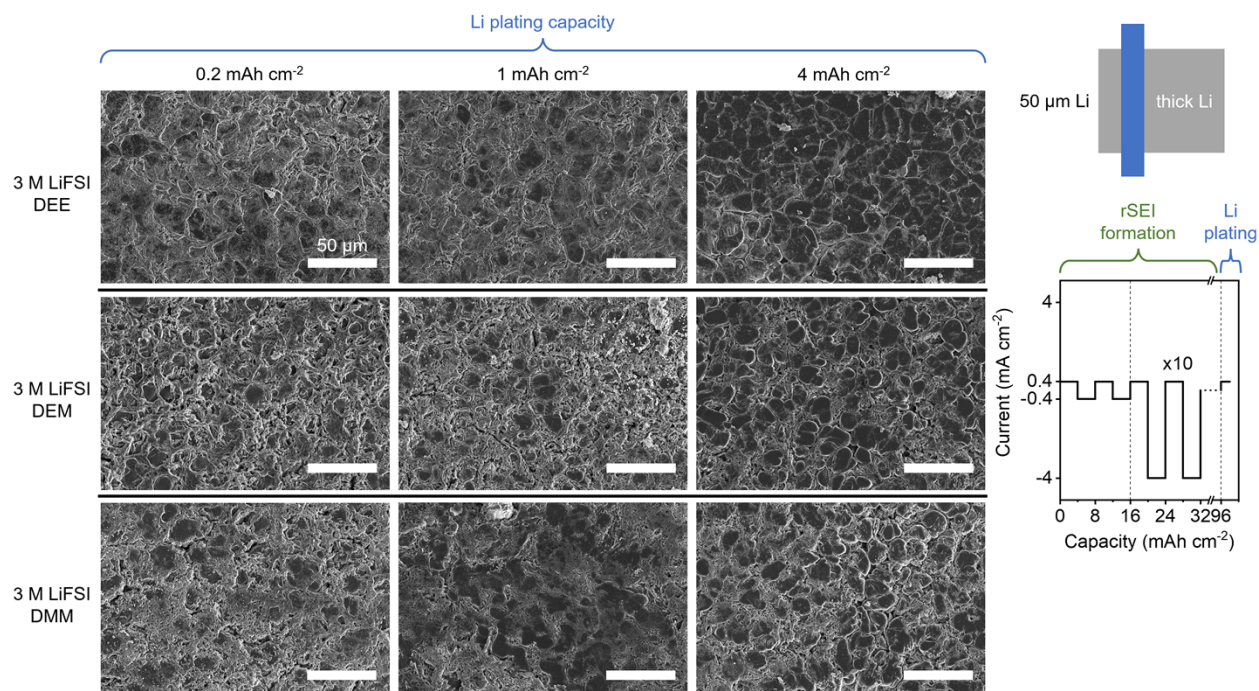 Li plating capacity
0.2 mAh cm⁻²
1 mAh cm⁻²
4 mAh cm⁻²
3 M LiFSI
DEE
50 µm
3 M LiFSI
DEM
3 M LiFSI
DMM
50 µm Li
thick Li
rSEI
formation
Li
plating
Current (mA cm⁻²)
4
0.4
-0.4
-4
x10
0 8 16 24 32 96
Capacity (mAh cm⁻²)